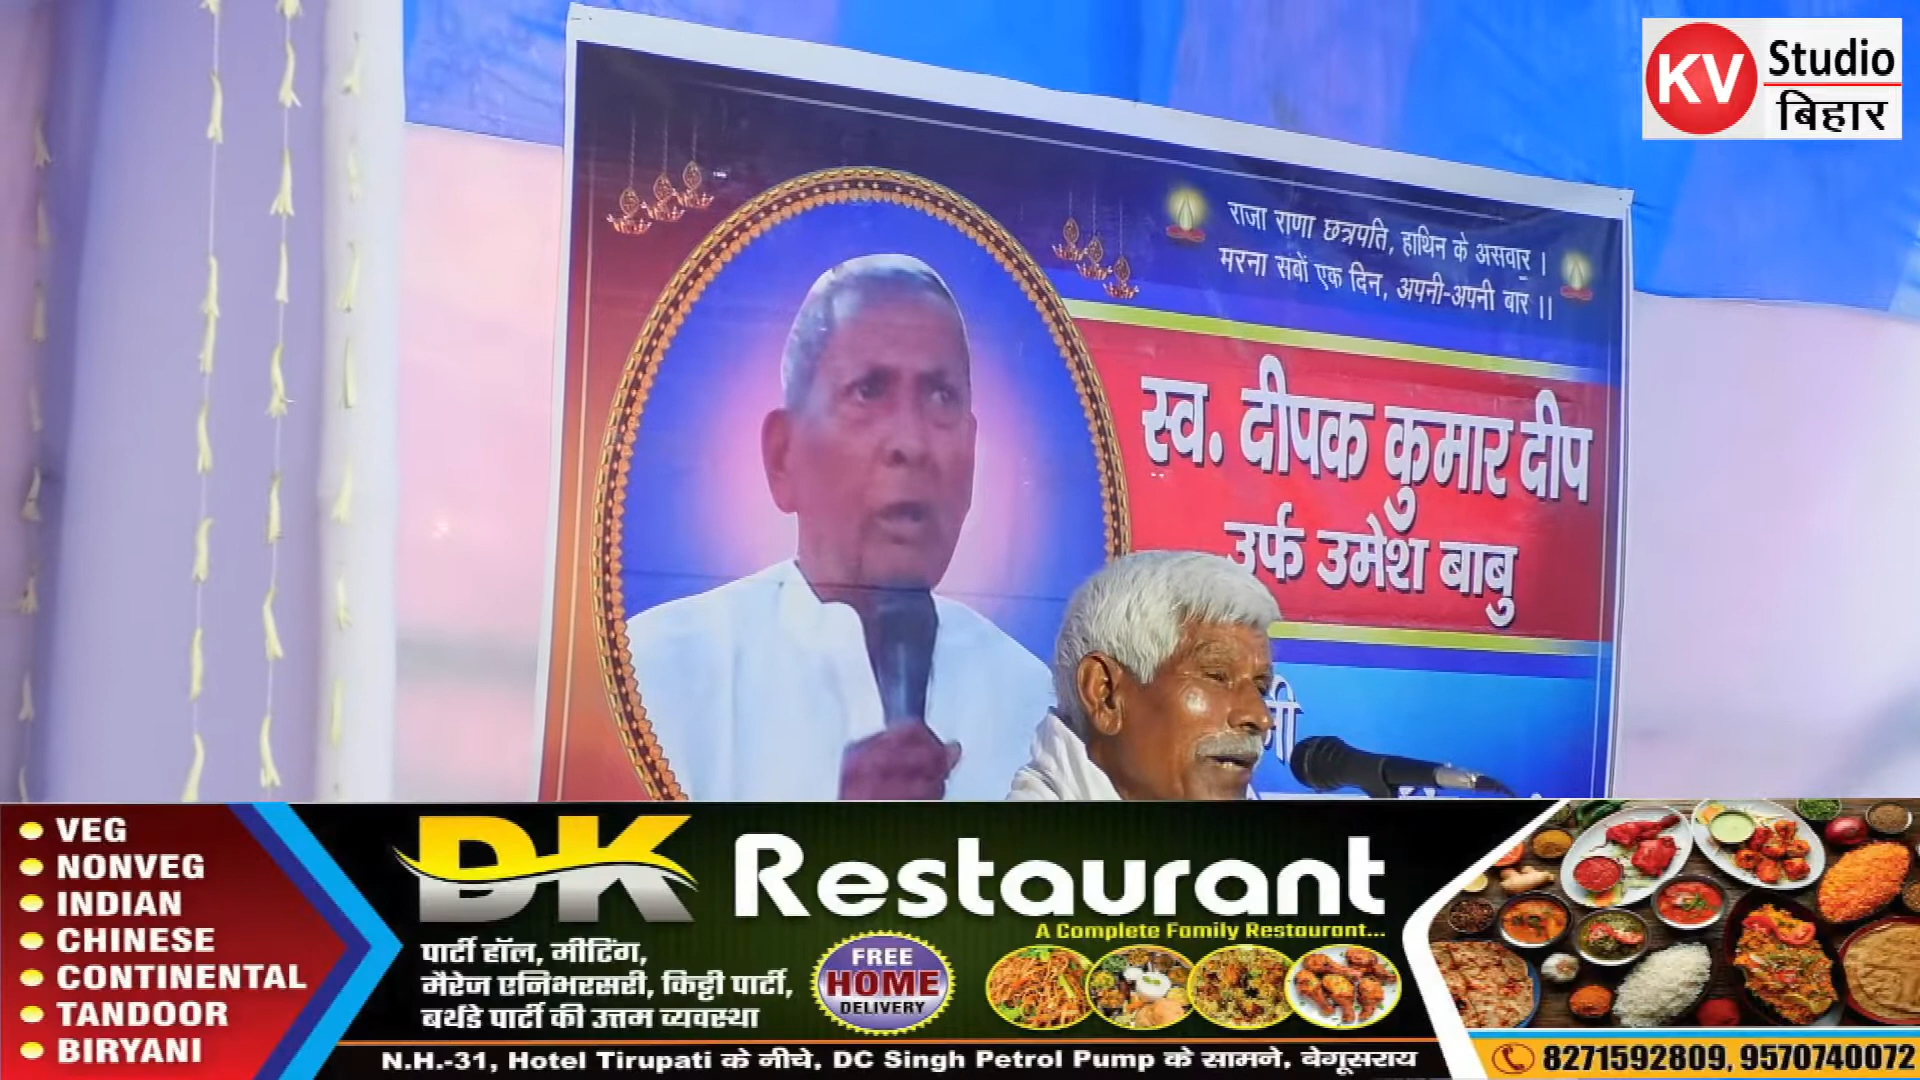 KV Studio
बिहार
राजा राणा छत्रपति, हाथिन के असवार ।
मरना सबों एक दिन, अपनी-अपनी बार ।।
स्व. दीपक कुमार दीप
उर्फ उमेश बाबु
VEG
NONVEG
INDIAN
CHINESE
CONTINENTAL
TANDOOR
BIRYANI
DK Restaurant
A Complete Family Restaurant...
पार्टी हॉल, मीटिंग,
मैरेज एनिभरसरी, किट्टी पार्टी,
बर्थडे पार्टी की उत्तम व्यवस्था
FREE
HOME
DELIVERY
N.H.-31, Hotel Tirupati के नीचे, DC Singh Petrol Pump के सामने, बेगूसराय
8271592809, 9570740072